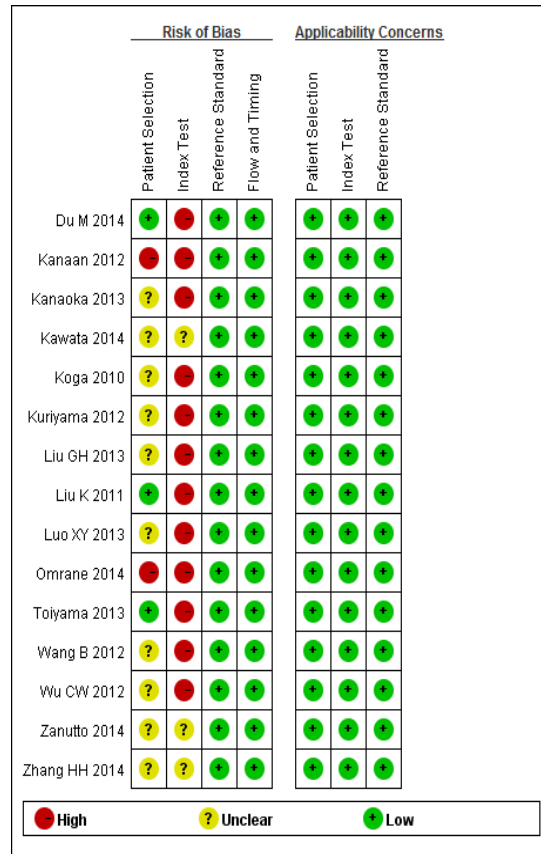 Risk of Bias
Applicability Concerns
Patient Selection
Index Test
Reference Standard
Flow and Timing
Patient Selection
Index Test
Reference Standard
Du M 2014 + - + + + + +
Kanaan 2012 - - + + + + +
Kanaoka 2013 ? - + + + + +
Kawata 2014 ? ? + + + + +
Koga 2010 ? - + + + + +
Kuriyama 2012 ? - + + + + +
Liu GH 2013 ? - + + + + +
Liu K 2011 + - + + + + +
Luo XY 2013 ? - + + + + +
Omrane 2014 - - + + + + +
Toiyama 2013 + - + + + + +
Wang B 2012 ? - + + + + +
Wu CW 2012 ? - + + + + +
Zanutto 2014 ? ? + + + + +
Zhang HH 2014 ? ? + + + + +
- High ? Unclear + Low